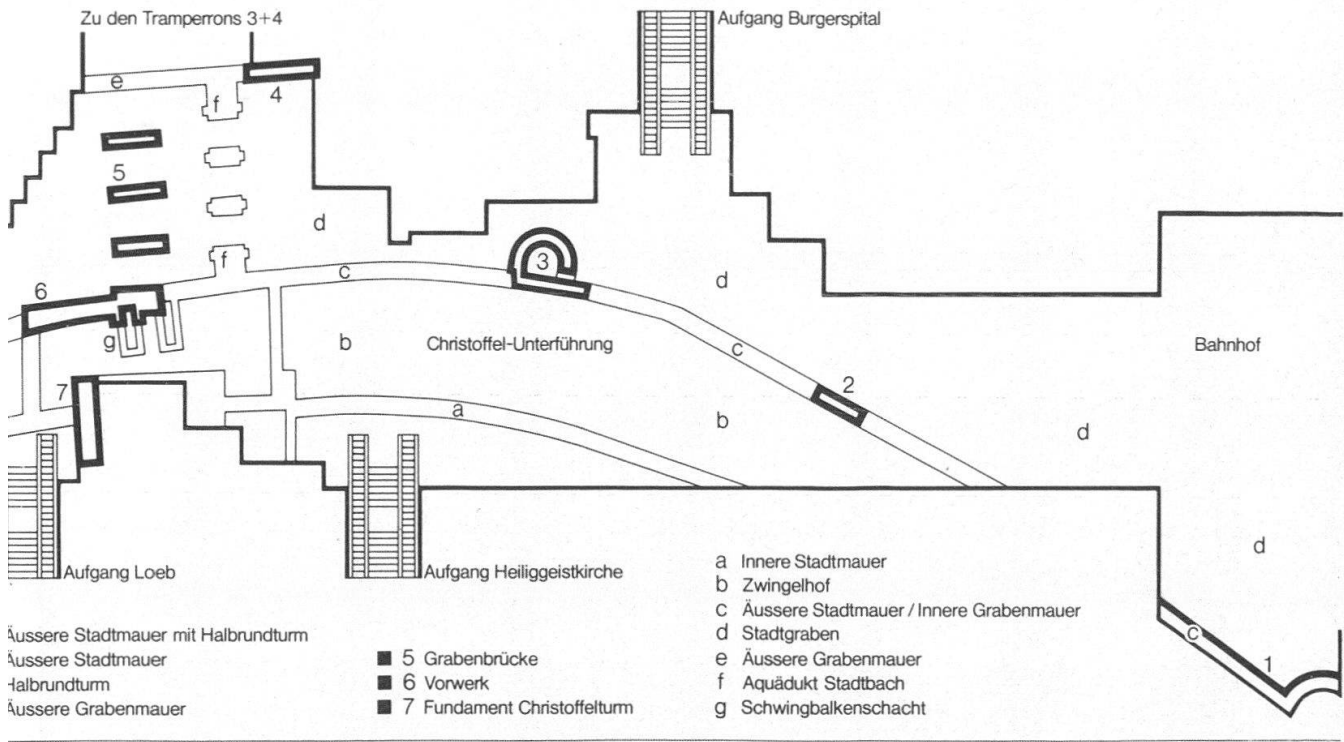 Zu den Tramperrons 3+4
Aufgang Burgerspital
e
4
f
5
d
f
c
3
d
6
g
b
Christoffel-Unterführung
c
Bahnhof
7
a
b
2
d
d
Aufgang Loeb
Aufgang Heiliggeistkirche
c
1
Äussere Stadtmauer mit Halbrundturm
Äussere Stadtmauer
Halbrundturm
Äussere Grabenmauer
5 Grabenbrücke
6 Vorwerk
7 Fundament Christoffelturm
a Innere Stadtmauer
b Zwingelhof
c Äussere Stadtmauer / Innere Grabenmauer
d Stadtgraben
e Äussere Grabenmauer
f Aquädukt Stadtbach
g Schwingbalkenschacht